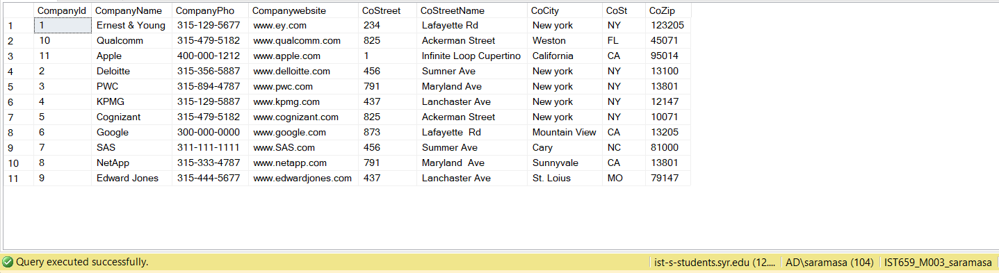 CompanyId CompanyName CompanyPho Companywebsite CoStreet CoStreetName CoCity CoSt CoZip
1 1 Ernest & Young 315-129-5677 www.ey.com 234 Lafayette Rd New york NY 123205
2 10 Qualcomm 315-479-5182 www.qualcomm.com 825 Ackerman Street Weston FL 45071
3 11 Apple 400-000-1212 www.apple.com 1 Infinite Loop Cupertino California CA 95014
4 2 Deloitte 315-356-5887 www.delloitte.com 456 Sumner Ave New york NY 13100
5 3 PWC 315-894-4787 www.pwc.com 791 Maryland Ave New york NY 13801
6 4 KPMG 315-129-5887 www.kpmg.com 437 Lanchaster Ave New york NY 12147
7 5 Cognizant 315-479-5182 www.cognizant.com 825 Ackerman Street New york NY 10071
8 6 Google 300-000-0000 www.google.com 873 Lafayette  Rd Mountain View CA 13205
9 7 SAS 311-111-1111 www.SAS.com 456 Summer Ave Cary NC 81000
10 8 NetApp 315-333-4787 www.netapp.com 791 Maryland  Ave Sunnyvale CA 13801
11 9 Edward Jones 315-444-5677 www.edwardjones.com 437 Lanchaster Ave St. Loius MO 79147
Query executed successfully. ist-s-students.syr.edu (12.... AD\saramasa (104) IST659_M003_saramasa